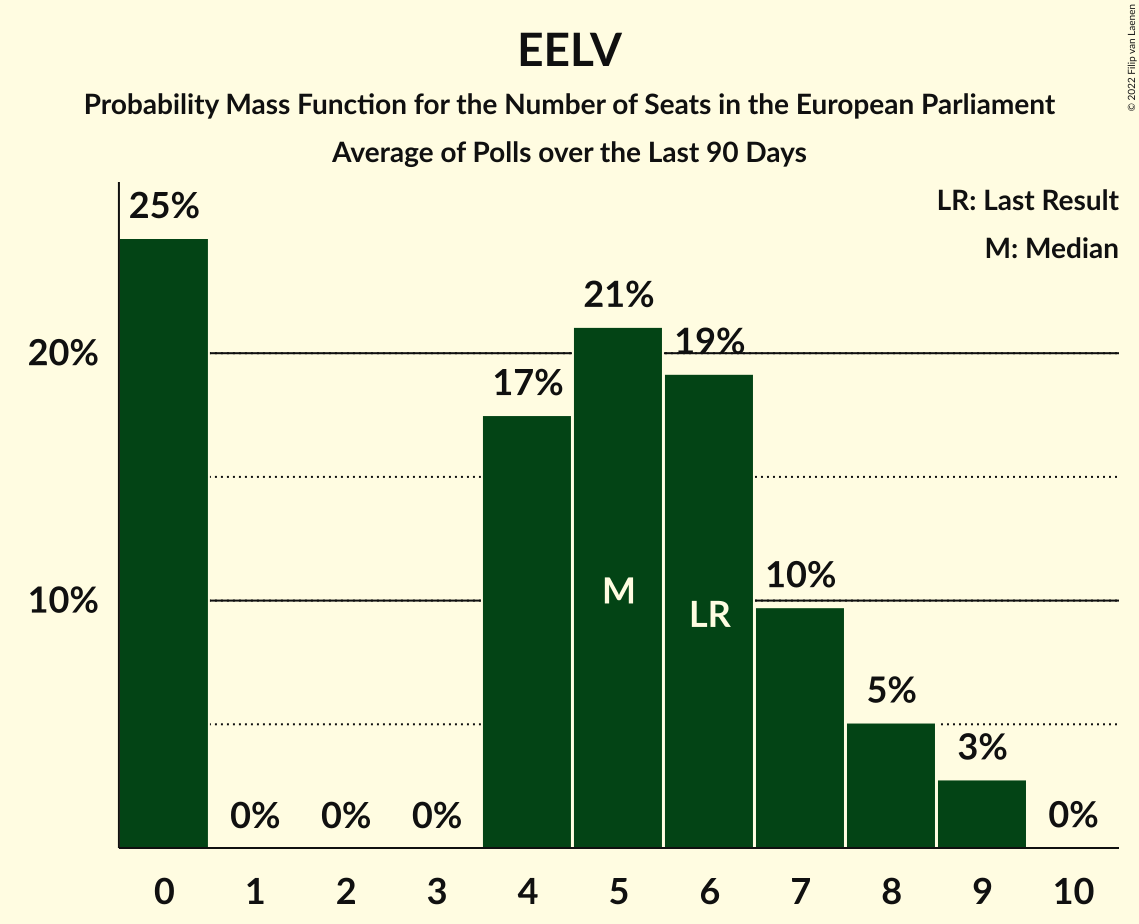 EELV
Probability Mass Function for the Number of Seats in the European Parliament
Average of Polls over the Last 90 Days
© 2022 Filip van Laenen
LR: Last Result
M: Median
25%
21%
20%
19%
17%
10%
10%
5%
3%
0%
0%
0%
0%
M
LR
0 1 2 3 4 5 6 7 8 9 10